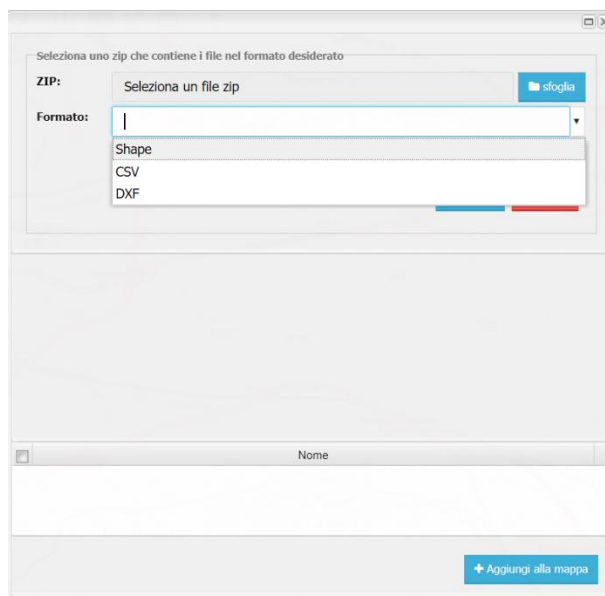 Seleziona uno zip che contiene i file nel formato desiderato
ZIP:
Seleziona un file zip
sfoglia
Formato:
Shape
CSV
DXF
Nome
Aggiungi alla mappa